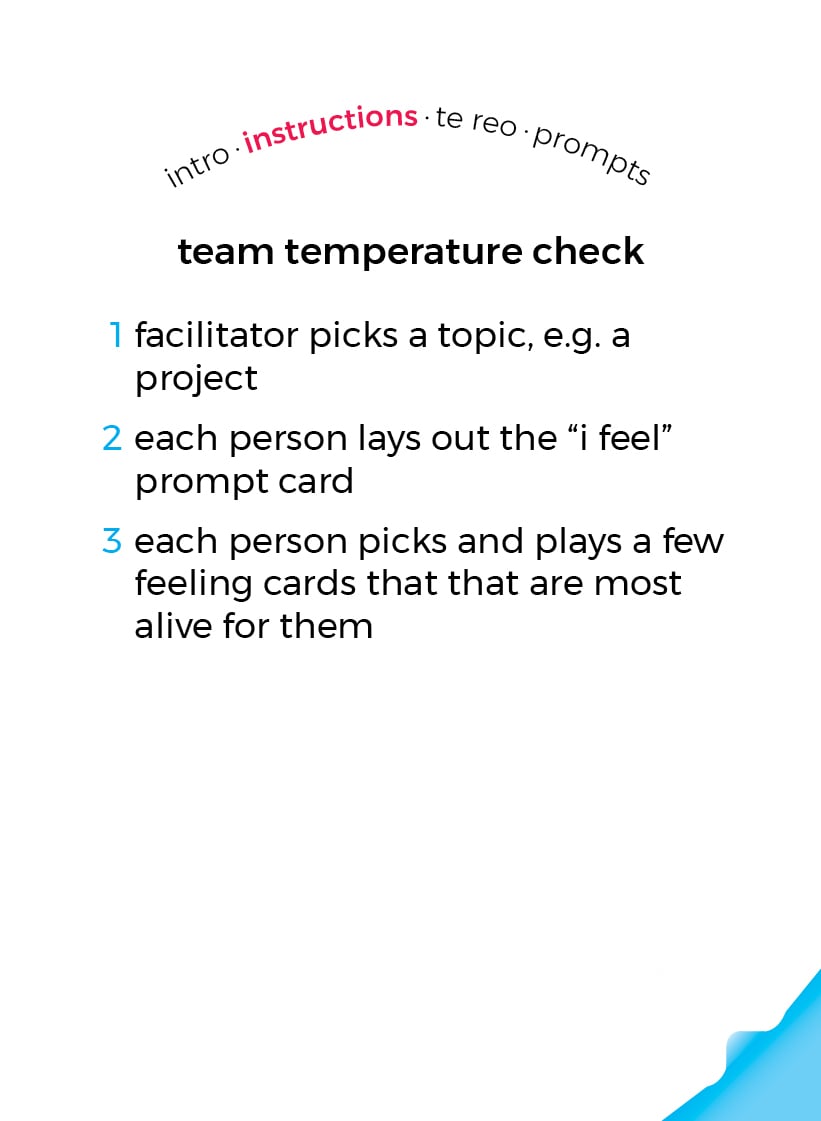 intro · instructions · te reo · prompts
team temperature check
1 facilitator picks a topic, e.g. a
project
2 each person lays out the “i feel”
prompt card
3 each person picks and plays a few
feeling cards that that are most
alive for them